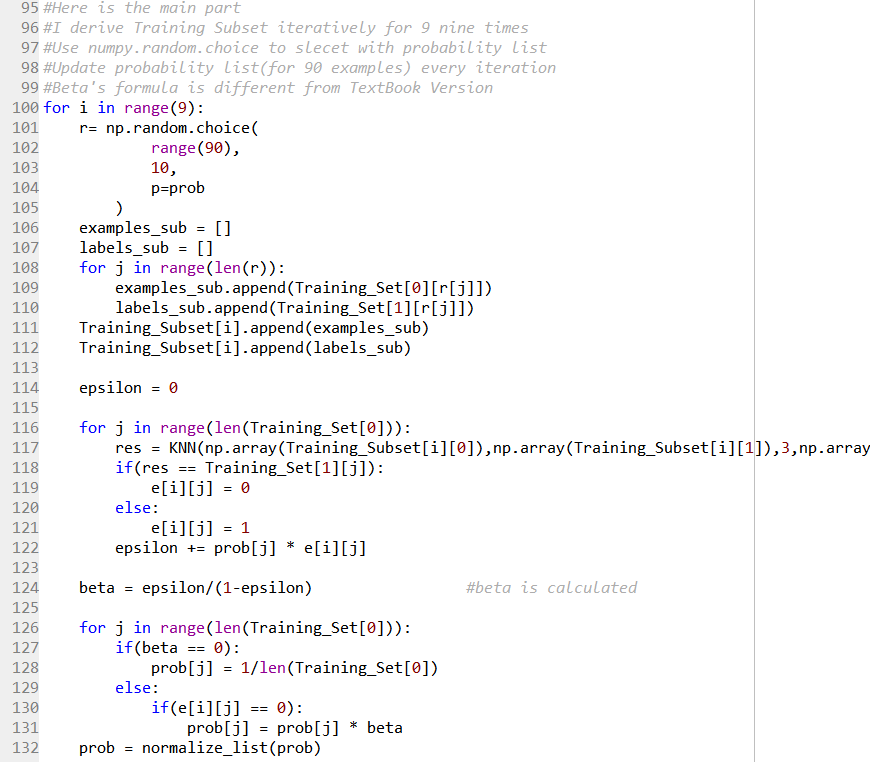 95 #Here is the main part
96 #I derive Training Subset iteratively for 9 nine times
97 #Use numpy.random.choice to slecet with probability list
98 #Update probability list(for 90 examples) every iteration
99 #Beta's formula is different from TextBook Version
100 for i in range(9):
101     r= np.random.choice(
102             range(90),
103             10,
104             p=prob
105         )
106     examples_sub = []
107     labels_sub = []
108     for j in range(len(r)):
109         examples_sub.append(Training_Set[0][r[j]])
110         labels_sub.append(Training_Set[1][r[j]])
111     Training_Subset[i].append(examples_sub)
112     Training_Subset[i].append(labels_sub)
113
114     epsilon = 0
115
116     for j in range(len(Training_Set[0])):
117         res = KNN(np.array(Training_Subset[i][0]),np.array(Training_Subset[i][1]),3,np.array
118         if(res == Training_Set[1][j]):
119             e[i][j] = 0
120         else:
121             e[i][j] = 1
122         epsilon += prob[j] * e[i][j]
123
124     beta = epsilon/(1-epsilon)                 #beta is calculated
125
126     for j in range(len(Training_Set[0])):
127         if(beta == 0):
128             prob[j] = 1/len(Training_Set[0])
129         else:
130             if(e[i][j] == 0):
131                 prob[j] = prob[j] * beta
132     prob = normalize_list(prob)